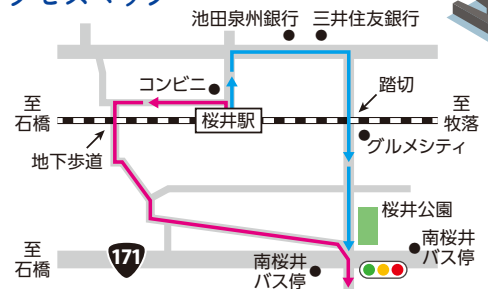 クセスマップ
池田泉州銀行
三井住友銀行
コンビニ
踏切
至
石橋
桜井駅
至
牧落
地下歩道
グルメシティ
桜井公園
至
石橋
171
南桜井
バス停
南桜井
バス停